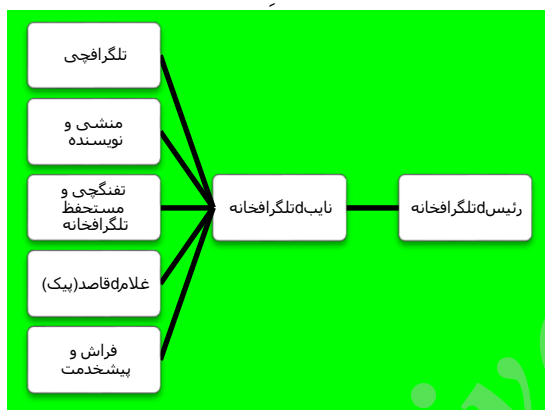 رئیسdتلگرافخانه
نایبdتلگرافخانه
تلگرافچی
منشی و
نویسنده
تفنگچی و
مستحفظ
تلگرافخانه
غلامdقاصد(پیک)
فراش و
پیشخدمت